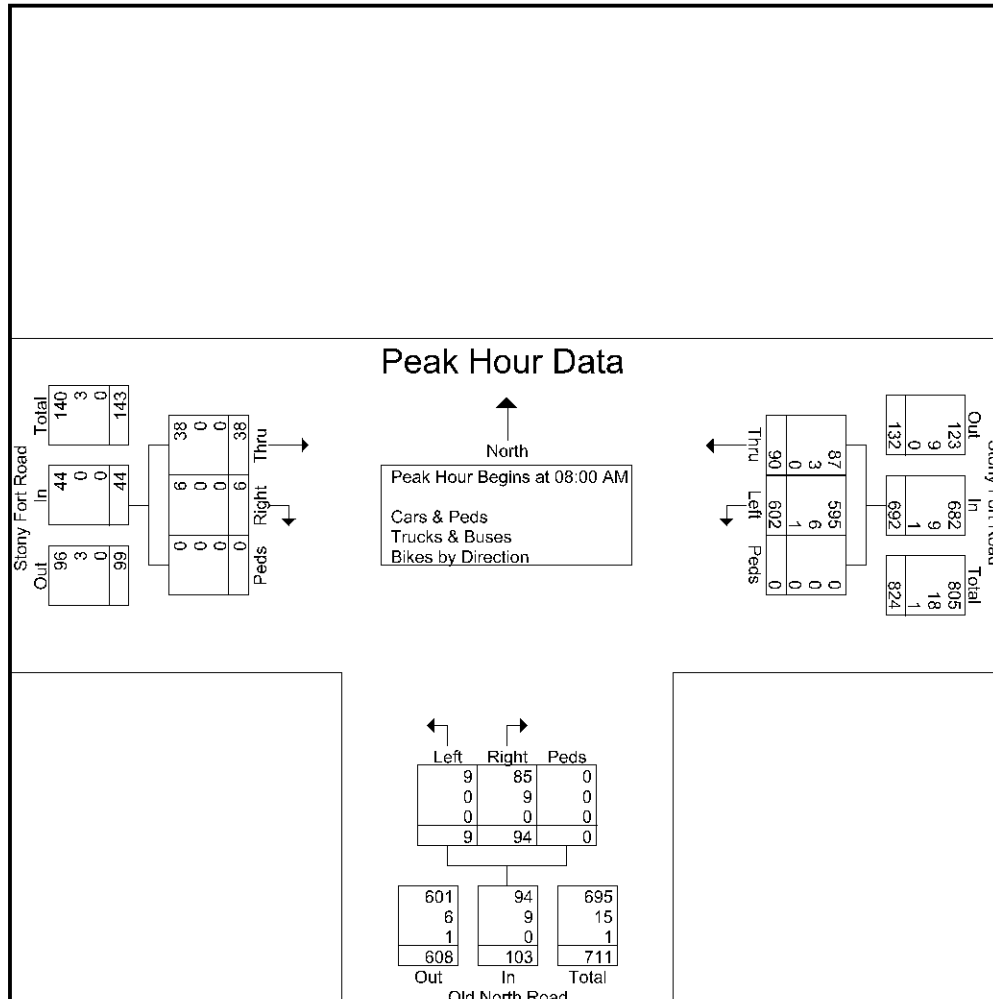 Peak Hour Data
North
Peak Hour Begins at 08:00 AM
Cars & Peds
Trucks & Buses
Bikes by Direction
Stony Fort Road
Out In Total
96 44 140
3 0 3
0 0 0
99 44 143
Peds Right Thru
0 6 38
0 0 0
0 0 0
0 6 38
Out In Total
123 682 805
9 9 18
0 1 1
132 692 824
Thru Left Peds
87 595 0
3 6 0
0 1 0
90 602 0
Left Right Peds
9 85 0
0 9 0
0 0 0
9 94 0
601 94 695
6 9 15
1 0 1
608 103 711
Out In Total
Old North Road